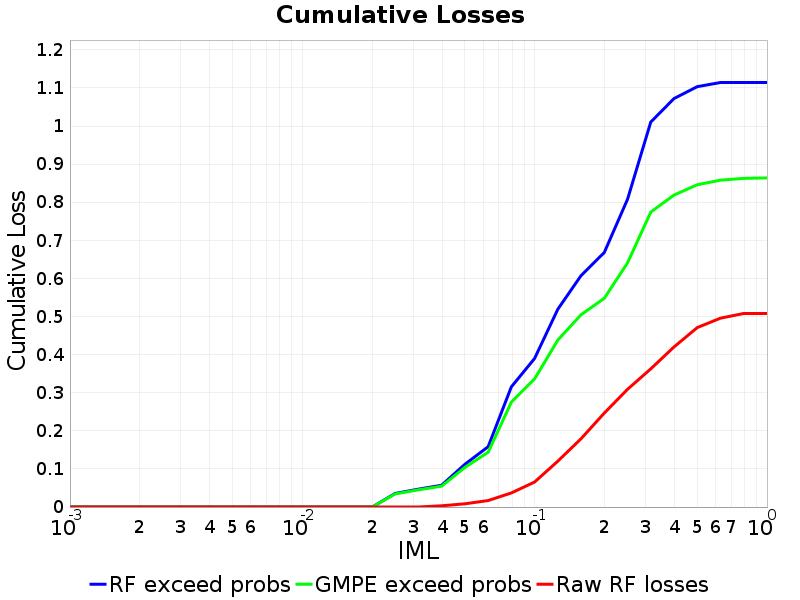 Cumulative Losses
Cumulative Loss
1.2
1.1
1
0.9
0.8
0.7
0.6
0.5
0.4
0.3
0.2
0.1
0
10^-3 2 3 4 5 6 10^-2 2 3 4 5 6 10^-1 2 3 4 5 6 7 10^0
IML
RF exceed probs GMPE exceed probs Raw RF losses